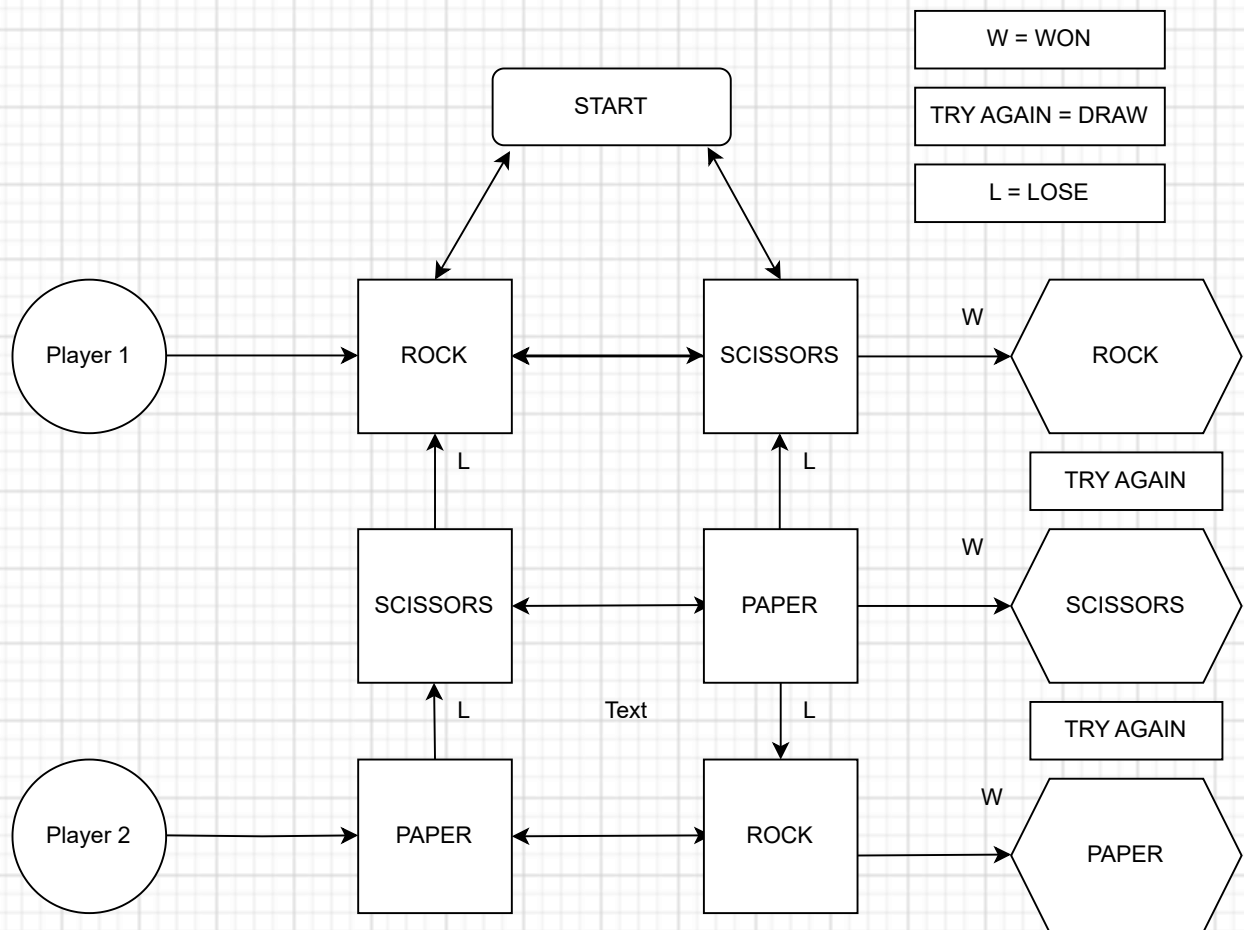 W = WON
START
TRY AGAIN = DRAW
L = LOSE
W
Player 1
ROCK
SCISSORS
ROCK
L
L
TRY AGAIN
W
SCISSORS
PAPER
SCISSORS
L
Text
L
TRY AGAIN
W
Player 2
PAPER
ROCK
PAPER